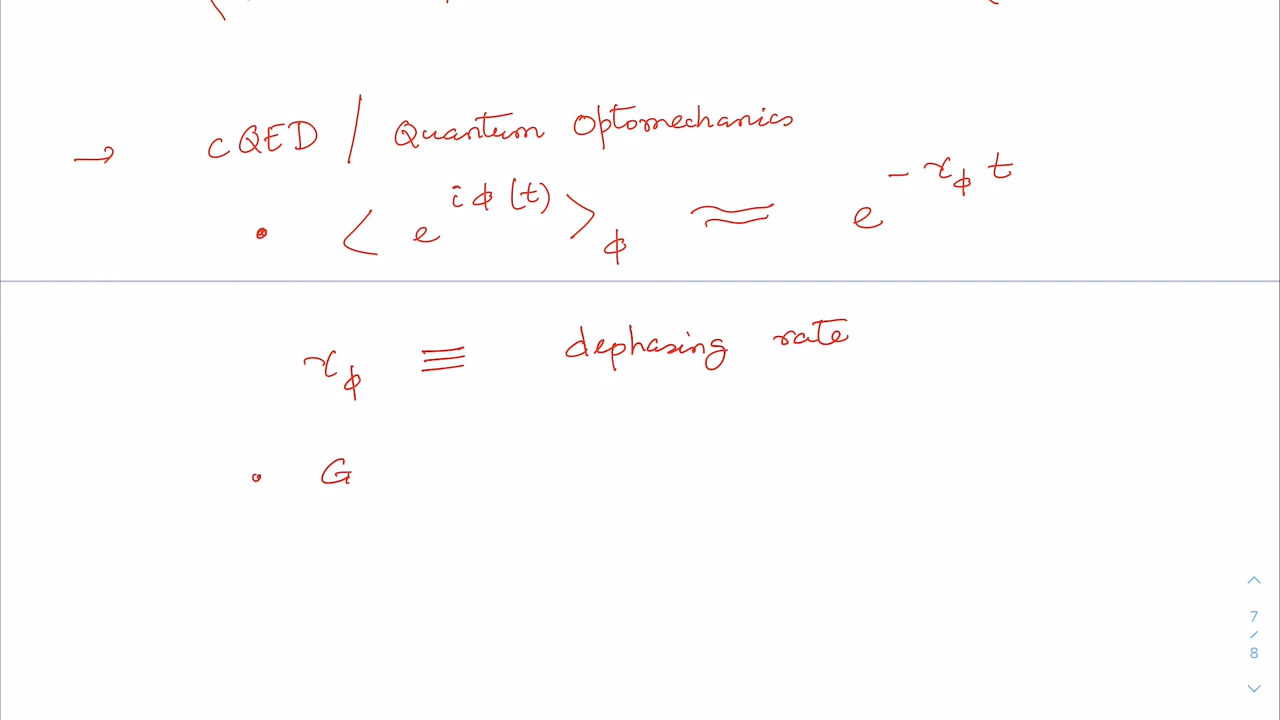 → cQED / Quantum Optomechanics
• < e^{iϕ(t)} >_ϕ ≈ e^{-γ_ϕ t}
γ_ϕ ≡ dephasing rate
• G
7
/
8